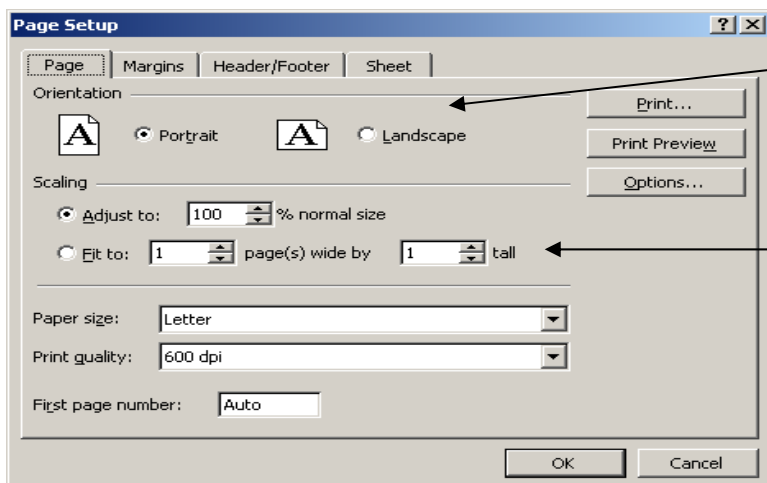 Page Setup
Page Margins Header/Footer Sheet
Orientation
Print...
A Portrait A Landscape
Print Preview
Scaling
Options...
Adjust to: 100 % normal size
Fit to: 1 page(s) wide by 1 tall
Paper size: Letter
Print quality: 600 dpi
First page number: Auto
OK Cancel